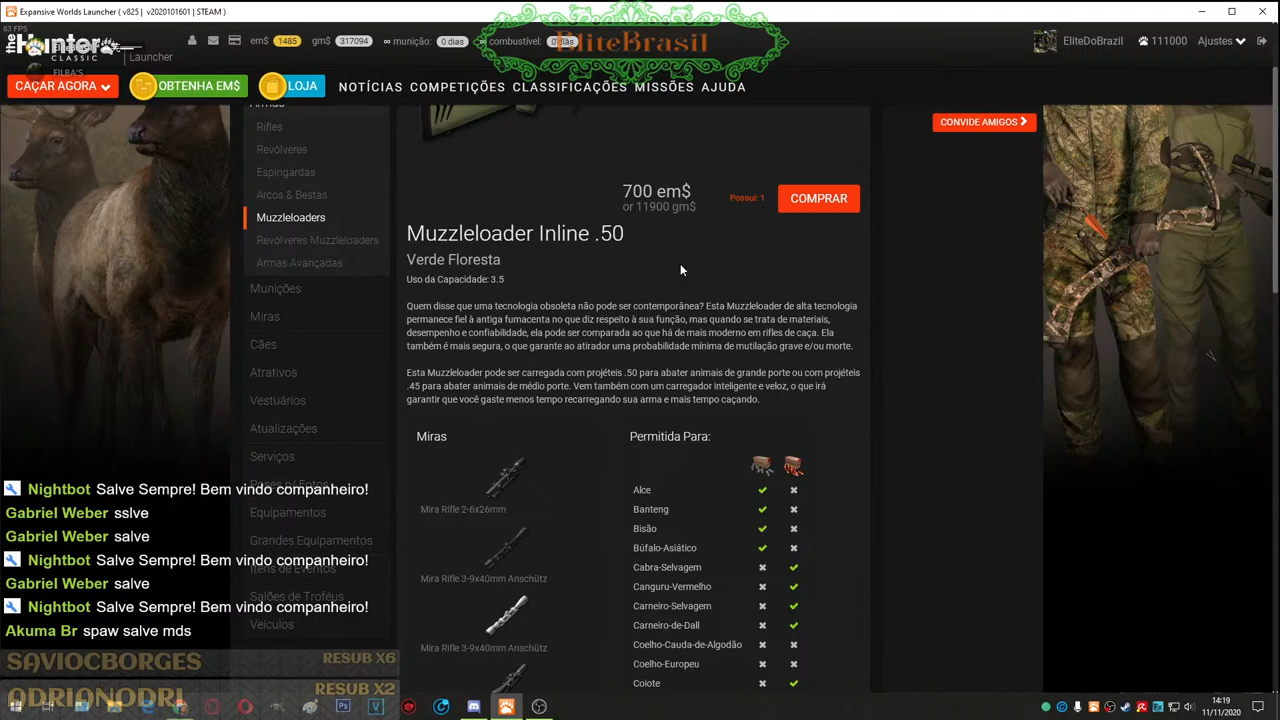 Expansive Worlds Launcher ( v825 | v2020101601 | STEAM )
63 FPS
theHunter
CLASSIC
Launcher
FILBA'S
em$ 1485 gm$ 317094 ∞ munição: 0 dias ∞ combustível: 0 dias
EliteBrasil
EliteDoBrazil 111000 Ajustes
CAÇAR AGORA OBTENHA EM$ LOJA NOTÍCIAS COMPETIÇÕES CLASSIFICAÇÕES MISSÕES AJUDA
CONVIDE AMIGOS
Armas
Rifles
Revólveres
Espingardas
Arcos & Bestas
Muzzleloaders
Revólveres Muzzleloaders
Armas Avançadas
Munições
Miras
Cães
Atrativos
Vestuários
Atualizações
Serviços
Equipamentos
Grandes Equipamentos
Itens de Eventos
Salões de Troféus
Veículos
700 em$
or 11900 gm$
Possui: 1
COMPRAR
Muzzleloader Inline .50
Verde Floresta
Uso da Capacidade: 3.5
Quem disse que uma tecnologia obsoleta não pode ser contemporânea? Esta Muzzleloader de alta tecnologia
permanece fiel à antiga fumacenta no que diz respeito à sua função, mas quando se trata de materiais,
desempenho e confiabilidade, ela pode ser comparada ao que há de mais moderno em rifles de caça. Ela
também é mais segura, o que garante ao atirador uma probabilidade mínima de mutilação grave e/ou morte.
Esta Muzzleloader pode ser carregada com projéteis .50 para abater animais de grande porte ou com projéteis
.45 para abater animais de médio porte. Vem também com um carregador inteligente e veloz, o que irá
garantir que você gaste menos tempo recarregando sua arma e mais tempo caçando.
Miras
Mira Rifle 2-6x26mm
Mira Rifle 3-9x40mm Anschütz
Mira Rifle 3-9x40mm Anschütz
Permitida Para:
Alce
Banteng
Bisão
Búfalo-Asiático
Cabra-Selvagem
Canguru-Vermelho
Carneiro-Selvagem
Carneiro-de-Dall
Coelho-Cauda-de-Algodão
Coelho-Europeu
Coiote
Nightbot Salve Sempre! Bem vindo companheiro!
Gabriel Weber sslve
Gabriel Weber salve
Nightbot Salve Sempre! Bem vindo companheiro!
Gabriel Weber salve
Nightbot Salve Sempre! Bem vindo companheiro!
Akuma Br spaw salve mds
SAVIOCBORGES RESUB X6
ADRIANODRI RESUB X2
14:19
11/11/2020